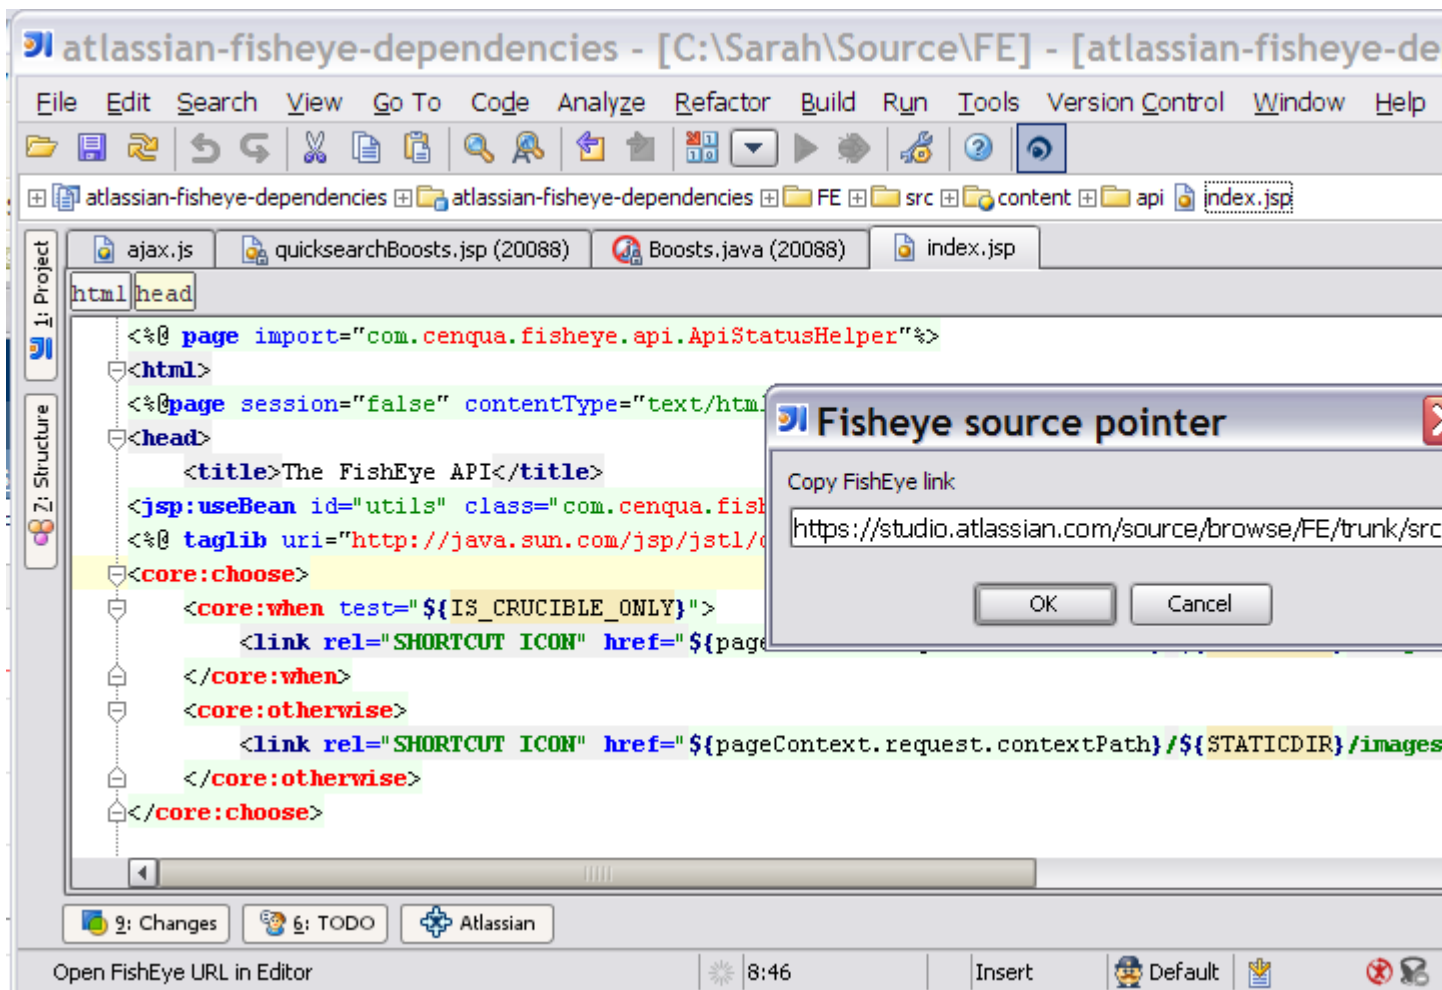 atlassian-fisheye-dependencies - [C:\Sarah\Source\FE] - [atlassian-fisheye-de
File Edit Search View Go To Code Analyze Refactor Build Run Tools Version Control Window Help
atlassian-fisheye-dependencies atlassian-fisheye-dependencies FE src content api index.jsp
ajax.js quicksearchBoosts.jsp (20088) Boosts.java (20088) index.jsp
1: Project
7: Structure
html head
<%@ page import="com.cenqua.fisheye.api.ApiStatusHelper"%>
<html>
<%@page session="false" contentType="text/html
<head>
<title>The FishEye API</title>
<jsp:useBean id="utils" class="com.cenqua.fish
<%@ taglib uri="http://java.sun.com/jsp/jstl/c
<core:choose>
<core:when test="${IS_CRUCIBLE_ONLY}">
<link rel="SHORTCUT ICON" href="${page
</core:when>
<core:otherwise>
<link rel="SHORTCUT ICON" href="${pageContext.request.contextPath}/${STATICDIR}/images
</core:otherwise>
</core:choose>
Fisheye source pointer
Copy FishEye link
https://studio.atlassian.com/source/browse/FE/trunk/src
OK Cancel
9: Changes 6: TODO Atlassian
Open FishEye URL in Editor 8:46 Insert Default